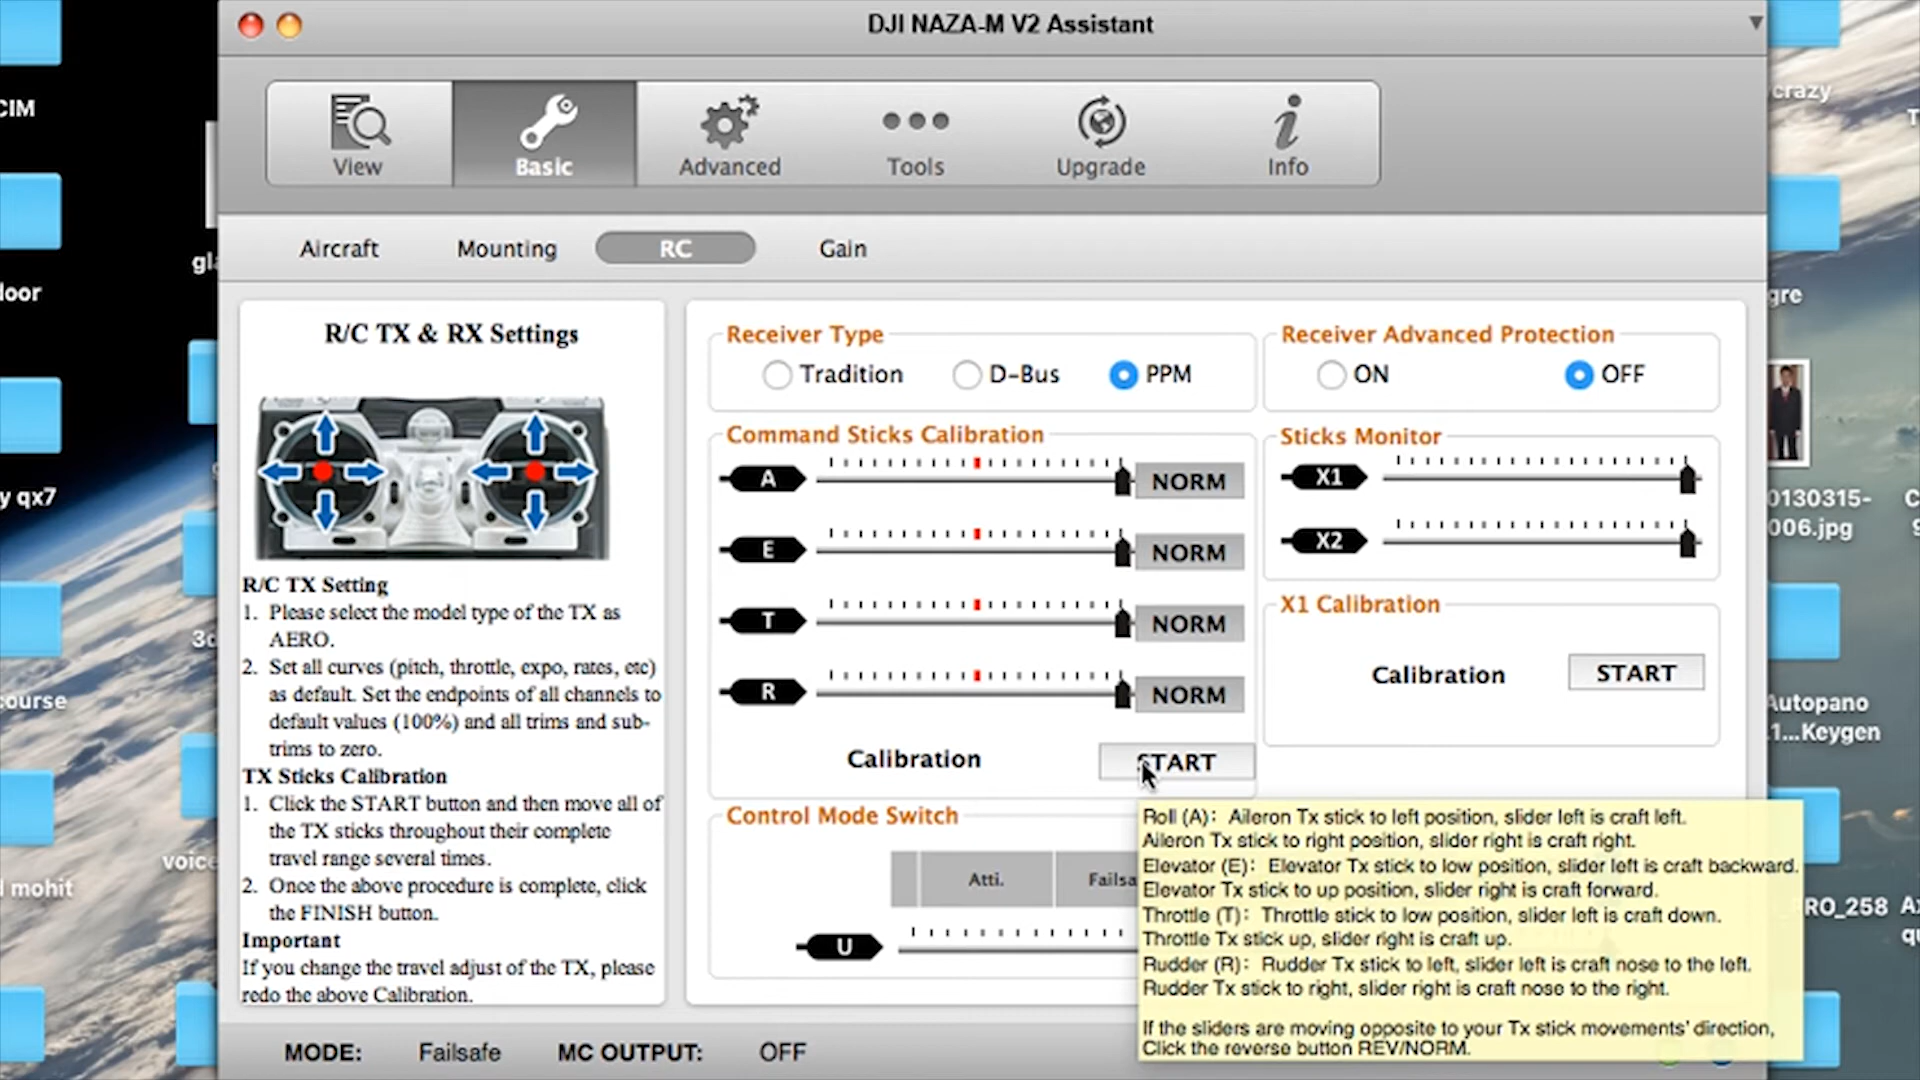 DJI NAZA-M V2 Assistant
View
Basic
Advanced
Tools
Upgrade
Info
Aircraft
Mounting
RC
Gain
R/C TX & RX Settings
R/C TX Setting
1. Please select the model type of the TX as
AERO.
2. Set all curves (pitch, throttle, expo, rates, etc)
as default. Set the endpoints of all channels to
default values (100%) and all trims and sub-
trims to zero.
TX Sticks Calibration
1. Click the START button and then move all of
the TX sticks throughout their complete
travel range several times.
2. Once the above procedure is complete, click
the FINISH button.
Important
If you change the travel adjust of the TX, please
redo the above Calibration.
Receiver Type
Tradition
D-Bus
PPM
Receiver Advanced Protection
ON
OFF
Command Sticks Calibration
A
NORM
E
NORM
T
NORM
R
NORM
Calibration
START
Sticks Monitor
X1
X2
X1 Calibration
Calibration
START
Control Mode Switch
Atti.
Failsa
U
Roll (A): Aileron Tx stick to left position, slider left is craft left.
Aileron Tx stick to right position, slider right is craft right.
Elevator (E): Elevator Tx stick to low position, slider left is craft backward.
Elevator Tx stick to up position, slider right is craft forward.
Throttle (T): Throttle stick to low position, slider left is craft down.
Throttle Tx stick up, slider right is craft up.
Rudder (R): Rudder Tx stick to left, slider left is craft nose to the left.
Rudder Tx stick to right, slider right is craft nose to the right.
If the sliders are moving opposite to your Tx stick movements' direction,
Click the reverse button REV/NORM.
MODE: Failsafe MC OUTPUT: OFF
CIM
gla
loor
y qx7
3d
course
voice
l mohit
crazy
T
gre
0130315-
006.jpg
C
9
Autopano
.1...Keygen
PRO_258
Ax
qu